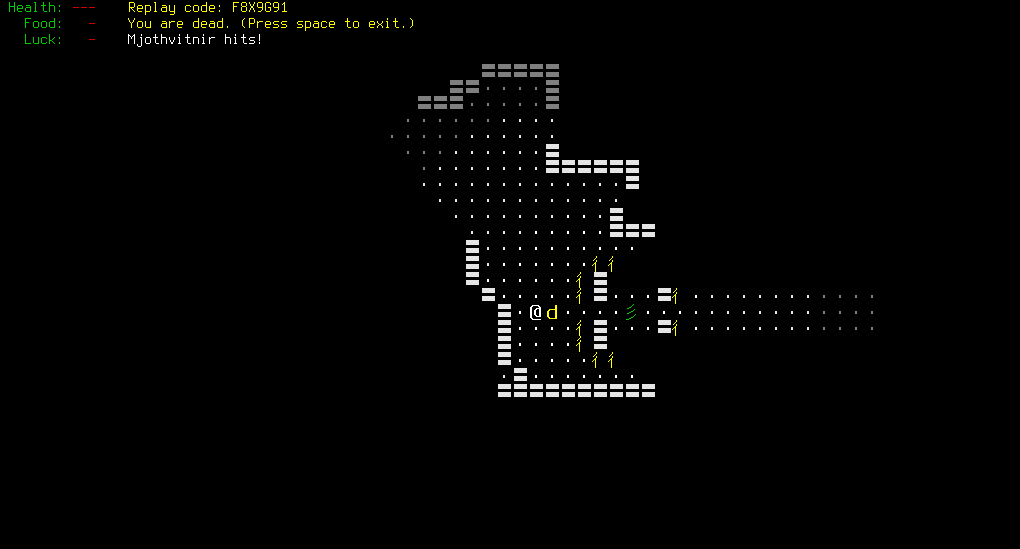 Health: --- Replay code: F8X9G91
Food: - You are dead. (Press space to exit.)
Luck: - Mjothvitnir hits!
@d